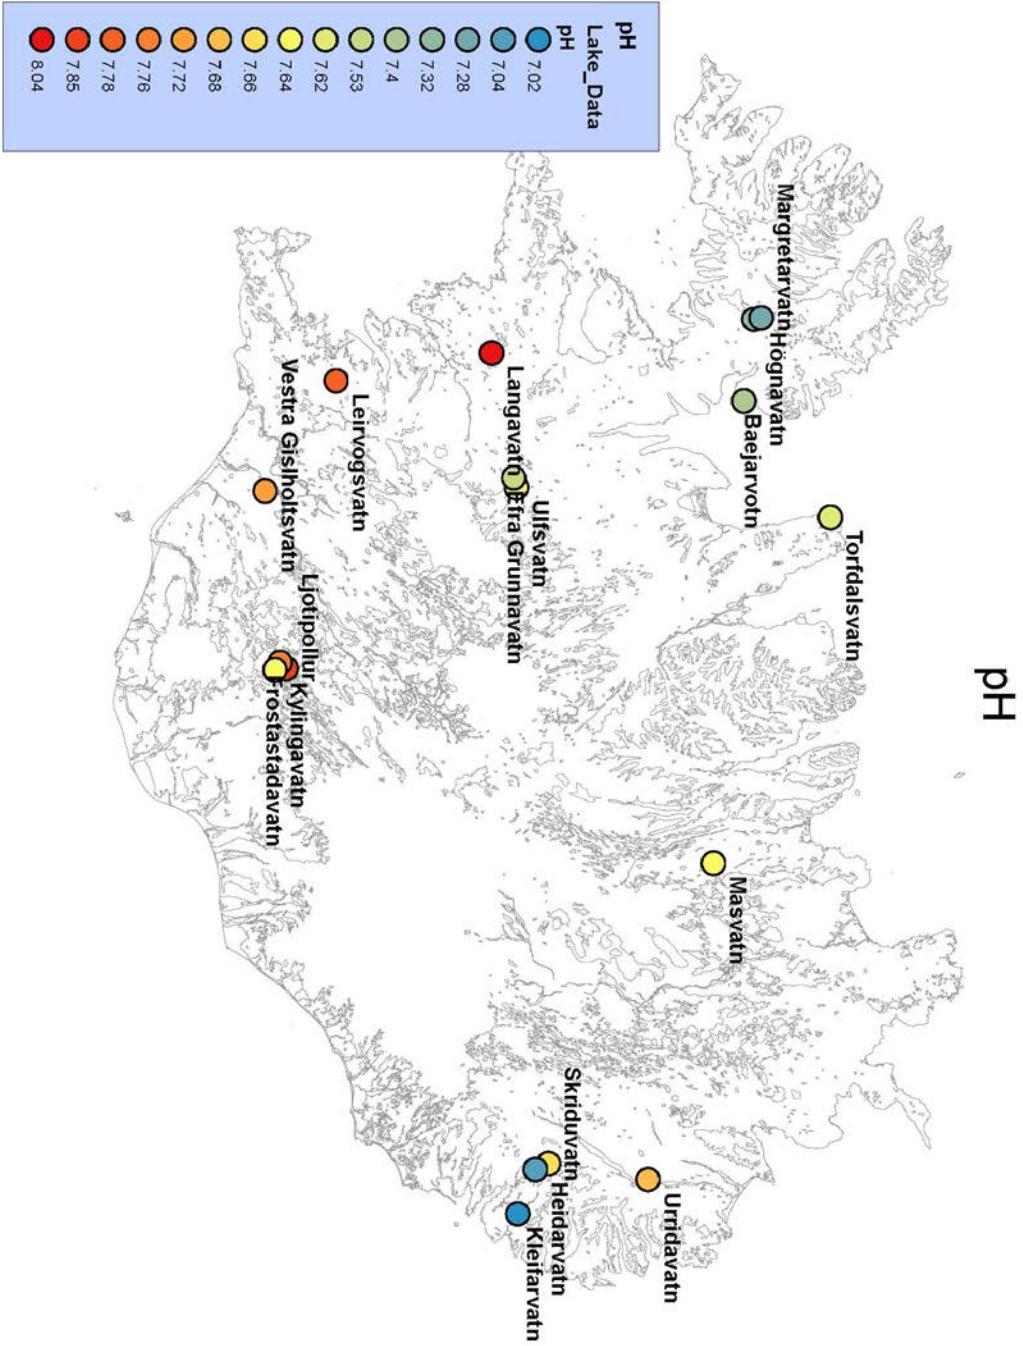 pH
Margretarvatn
Högnavatn
Baejarvotn
Torfdalsvatn
Langavatn
Ulfsvatn
Efra Grunnavatn
Leirvogsvatn
Vestra Gislholtsvatn
Ljotipollur
Kylingavatn
Frostastadavatn
Masvatn
Urridavatn
Skriduvatn
Heidarvatn
Kleifarvatn
pH
Lake_Data
pH
7.02
7.04
7.28
7.32
7.4
7.53
7.62
7.64
7.66
7.68
7.72
7.76
7.78
7.85
8.04